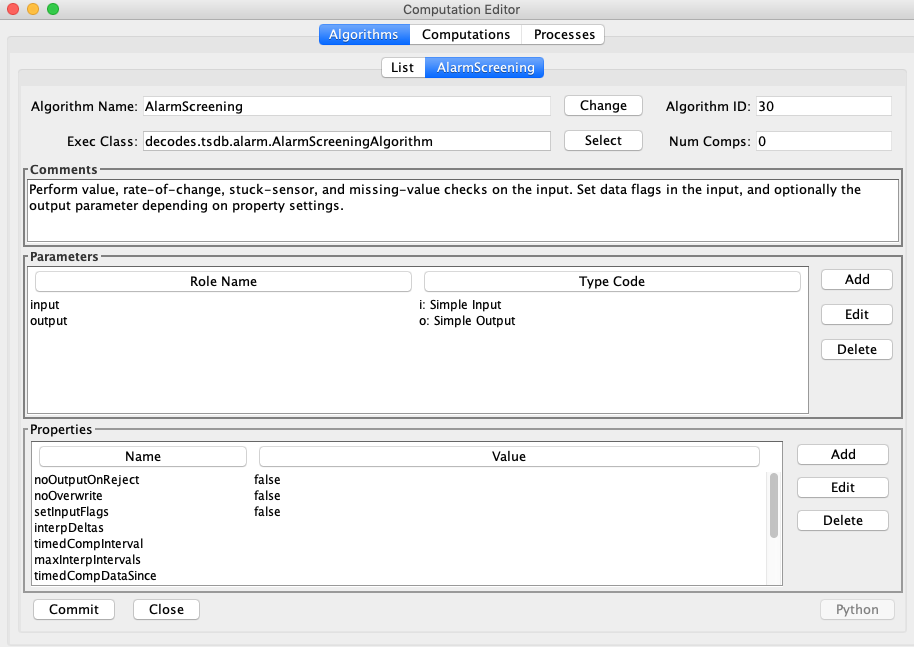 Computation Editor
Algorithms Computations Processes
List AlarmScreening
Algorithm Name: AlarmScreening Change Algorithm ID: 30
Exec Class: decodes.tsdb.alarm.AlarmScreeningAlgorithm Select Num Comps: 0
Comments
Perform value, rate-of-change, stuck-sensor, and missing-value checks on the input. Set data flags in the input, and optionally the
output parameter depending on property settings.
Parameters
Role Name Type Code Add
input i: Simple Input
output o: Simple Output
Edit
Delete
Properties
Name Value Add
noOutputOnReject false
noOverwrite false
Edit
setInputFlags false
interpDeltas
Delete
timedCompInterval
maxInterpIntervals
timedCompDataSince
Commit Close Python